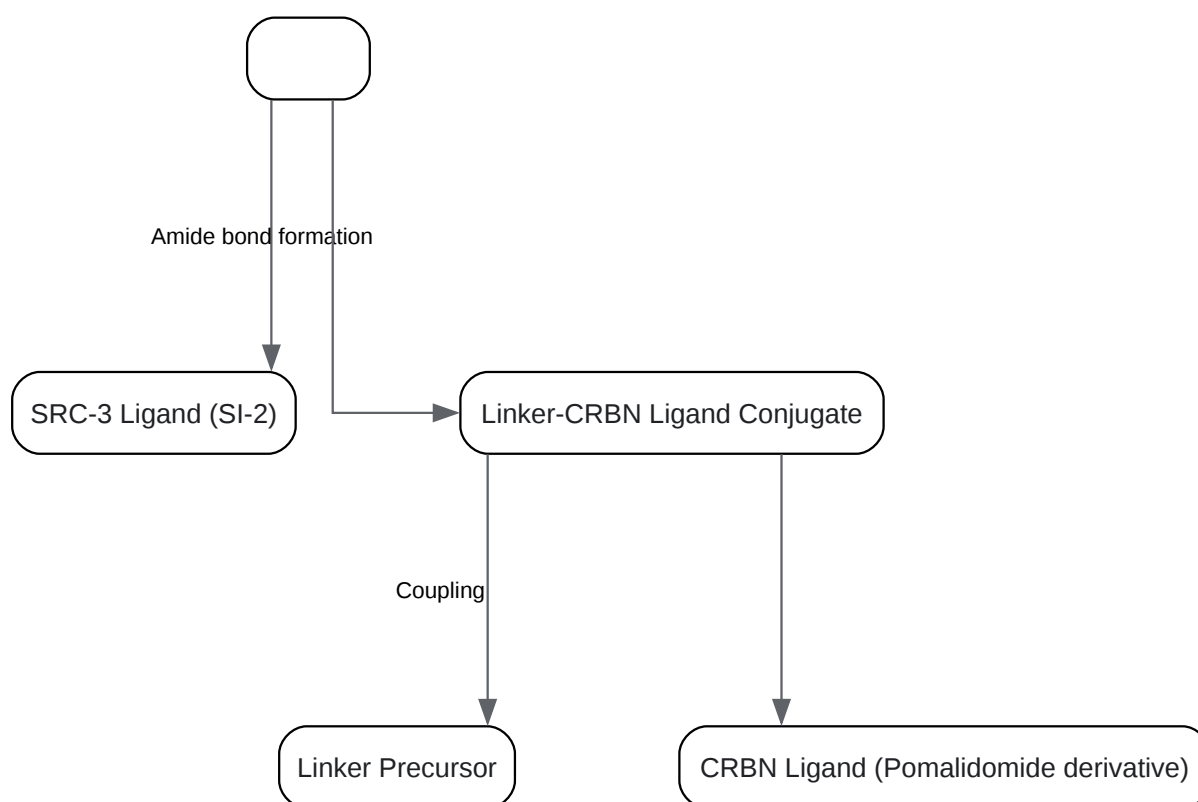 Amide bond formation
SRC-3 Ligand (SI-2)
Linker-CRBN Ligand Conjugate
Coupling
Linker Precursor
CRBN Ligand (Pomalidomide derivative)